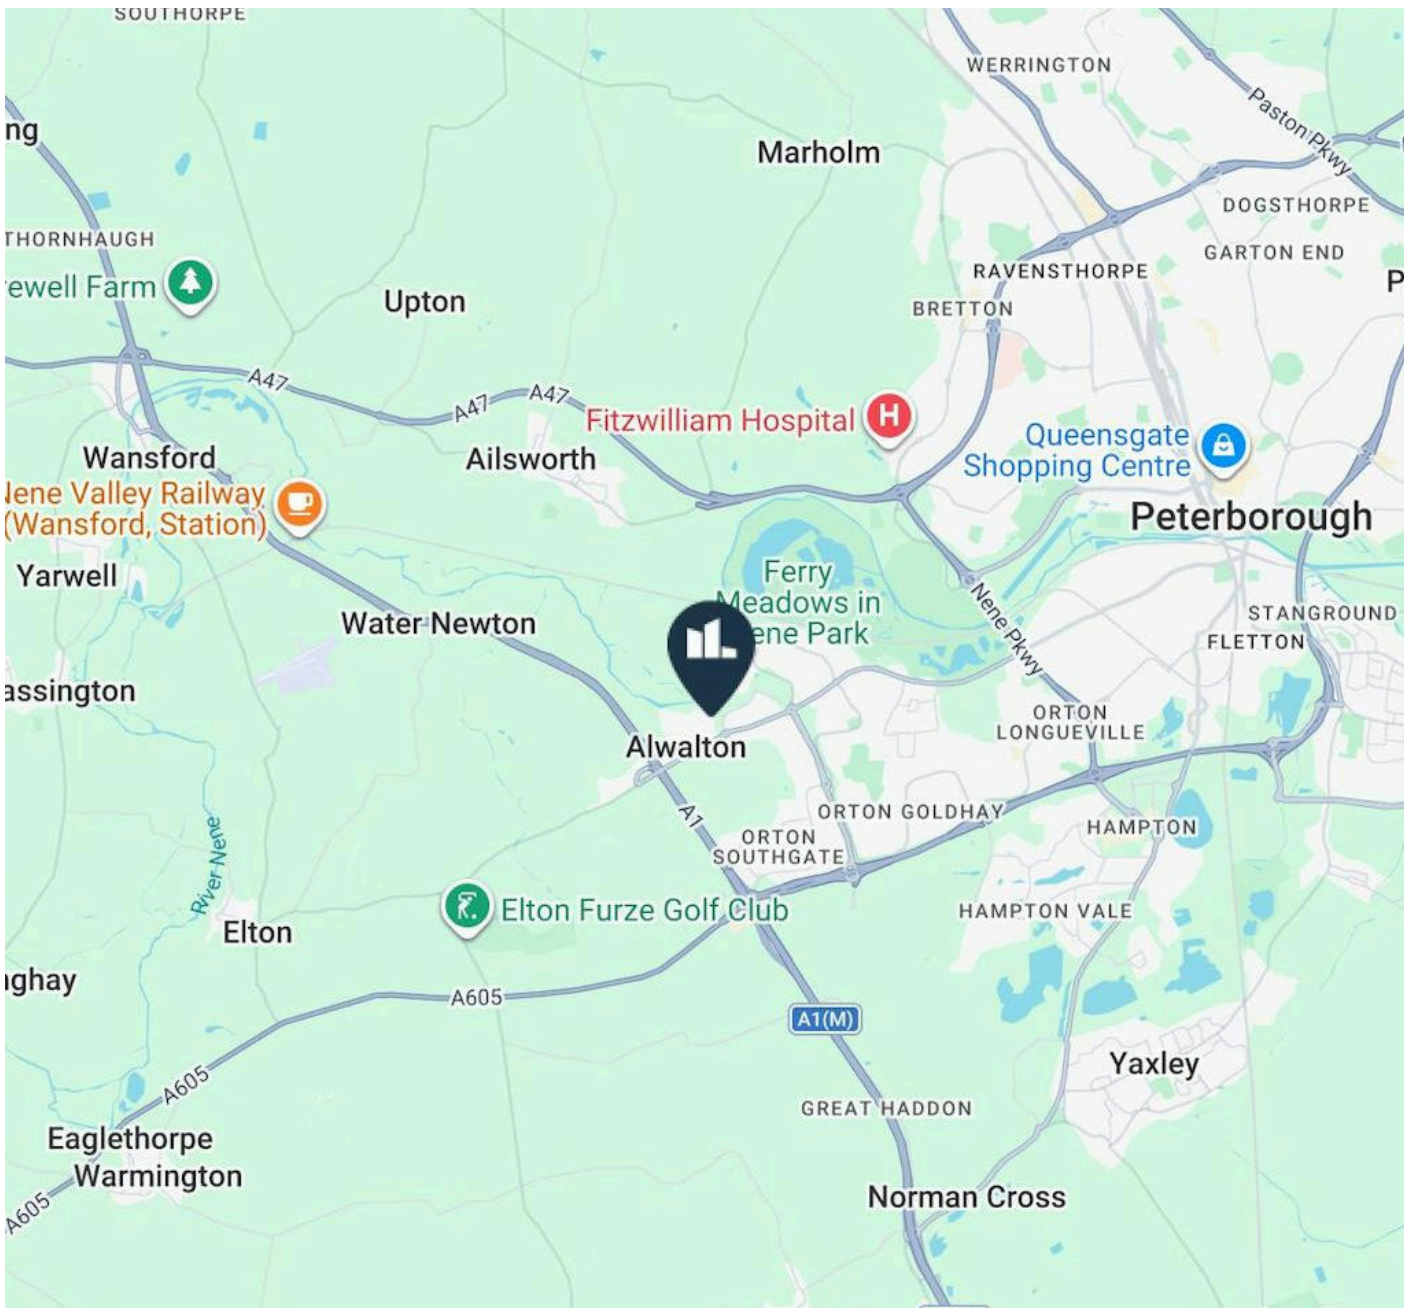 SOUTHORPE
WERRINGTON
Paston Pkwy
ng
Marholm
DOGSTHORPE
THORNHAUGH
GARTON END
RAVENSTHORPE
ewell Farm
Upton
BRETTON
P
A47
A47
A47
Fitzwilliam Hospital
H
Queensgate
Shopping Centre
Wansford
Ailsworth
Nene Valley Railway
(Wansford, Station)
Peterborough
Yarwell
Ferry
Meadows in
ene Park
Nene Pkwy
STANGROUND
Water Newton
FLETTON
assington
ORTON
LONGUEVILLE
Alwalton
A1
ORTON GOLDHAY
HAMPTON
ORTON
SOUTHGATE
River Nene
Elton Furze Golf Club
HAMPTON VALE
Elton
ghay
A605
A1(M)
Yaxley
A605
GREAT HADDON
Eaglethorpe
Warmington
Norman Cross
A605